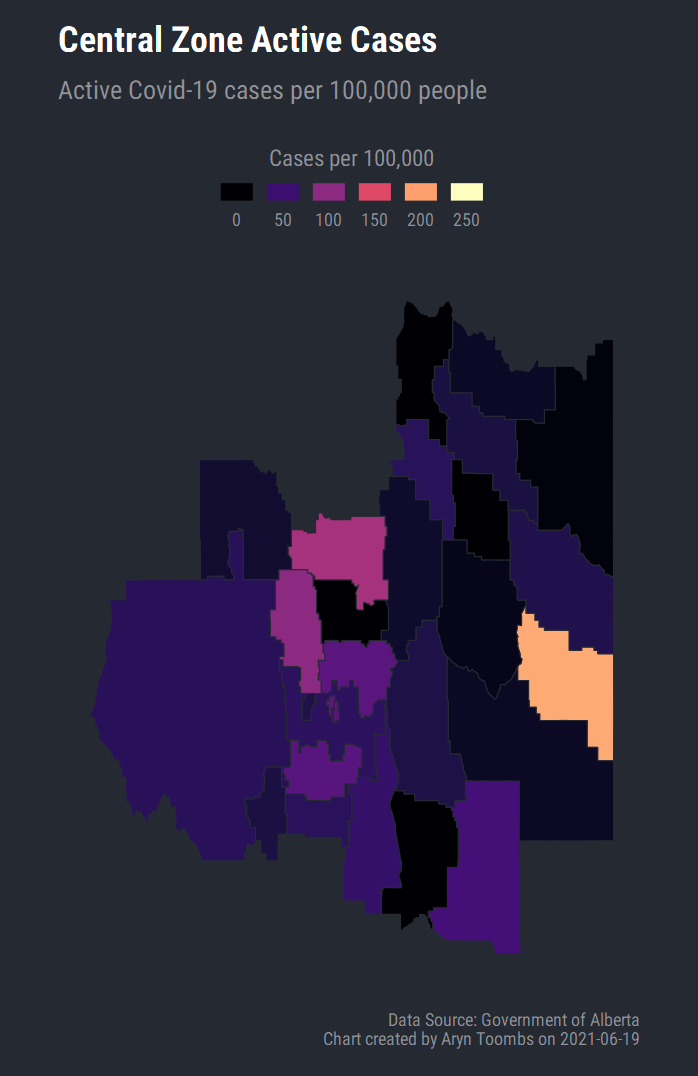 Central Zone Active Cases
Active Covid-19 cases per 100,000 people
Cases per 100,000
0 50 100 150 200 250
Data Source: Government of Alberta
Chart created by Aryn Toombs on 2021-06-19